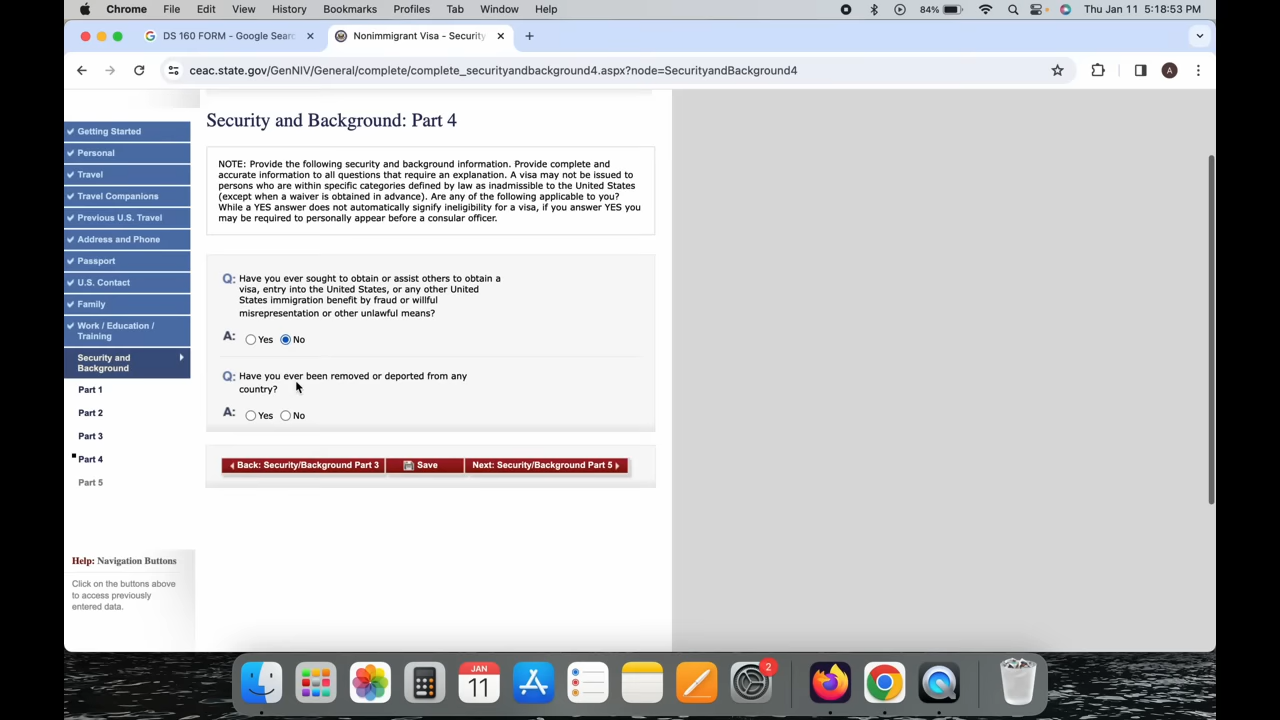 Chrome File Edit View History Bookmarks Profiles Tab Window Help 84% Thu Jan 11 5:18:53 PM
DS 160 FORM - Google Searc
Nonimmigrant Visa - Security
ceac.state.gov/GenNIV/General/complete/complete_securityandbackground4.aspx?node=SecurityandBackground4
A
Getting Started
Personal
Travel
Travel Companions
Previous U.S. Travel
Address and Phone
Passport
U.S. Contact
Family
Work / Education /
Training
Security and
Background
Part 1
Part 2
Part 3
Part 4
Part 5
Help: Navigation Buttons
Click on the buttons above
to access previously
entered data.
Security and Background: Part 4
NOTE: Provide the following security and background information. Provide complete and
accurate information to all questions that require an explanation. A visa may not be issued to
persons who are within specific categories defined by law as inadmissible to the United States
(except when a waiver is obtained in advance). Are any of the following applicable to you?
While a YES answer does not automatically signify ineligibility for a visa, if you answer YES you
may be required to personally appear before a consular officer.
Q: Have you ever sought to obtain or assist others to obtain a
visa, entry into the United States, or any other United
States immigration benefit by fraud or willful
misrepresentation or other unlawful means?
A: Yes No
Q: Have you ever been removed or deported from any
country?
A: Yes No
Back: Security/Background Part 3 Save Next: Security/Background Part 5
JAN
11
2